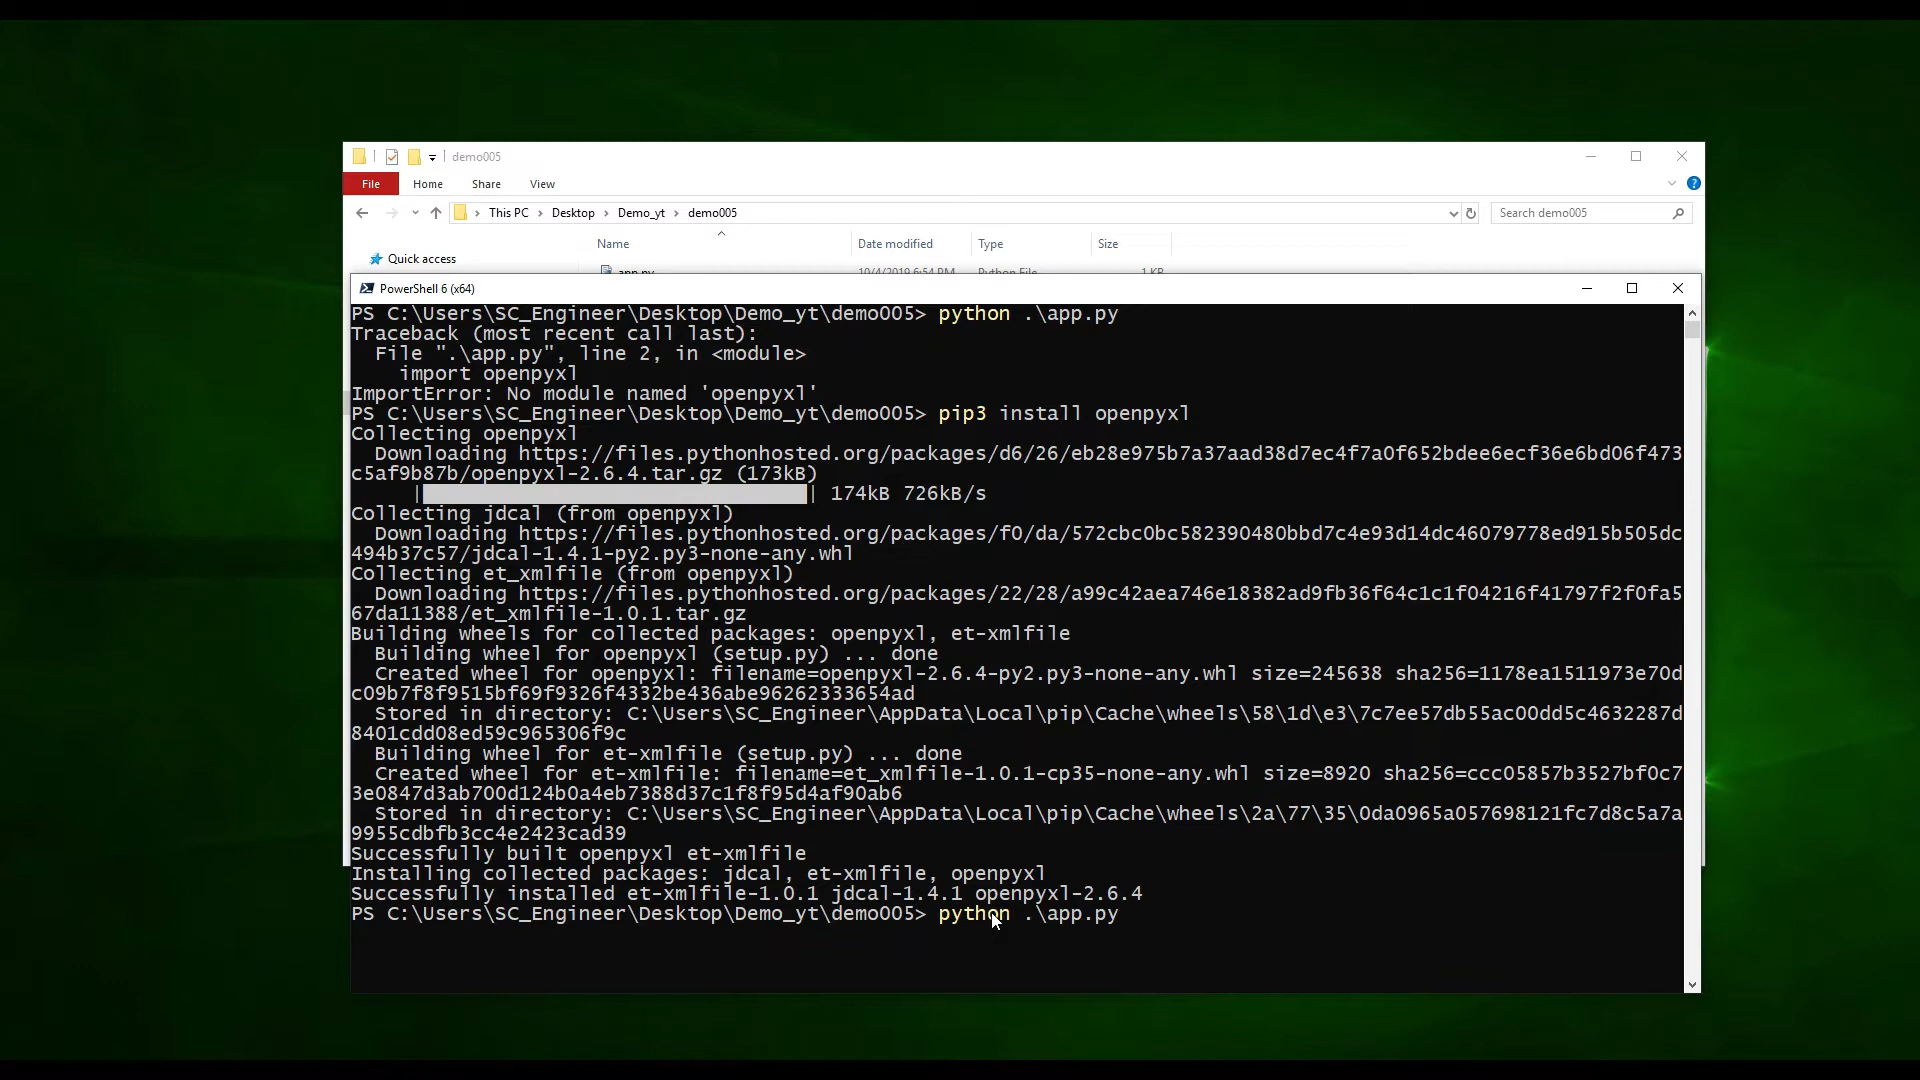 demo005
File Home Share View
This PC Desktop Demo_yt demo005 Search demo005
Name Date modified Type Size
Quick access
app.py 10/4/2019 6:54 PM Python File 1 KB
PowerShell 6 (x64)
PS C:\Users\SC_Engineer\Desktop\Demo_yt\demo005> python .\app.py
Traceback (most recent call last):
File ".\app.py", line 2, in <module>
import openpyxl
ImportError: No module named 'openpyxl'
PS C:\Users\SC_Engineer\Desktop\Demo_yt\demo005> pip3 install openpyxl
Collecting openpyxl
Downloading https://files.pythonhosted.org/packages/d6/26/eb28e975b7a37aad38d7ec4f7a0f652bdee6ecf36e6bd06f473
c5af9b87b/openpyxl-2.6.4.tar.gz (173kB)
|████████████████████████████████| 174kB 726kB/s
Collecting jdcal (from openpyxl)
Downloading https://files.pythonhosted.org/packages/f0/da/572cbc0bc582390480bbd7c4e93d14dc46079778ed915b505dc
494b37c57/jdcal-1.4.1-py2.py3-none-any.whl
Collecting et_xmlfile (from openpyxl)
Downloading https://files.pythonhosted.org/packages/22/28/a99c42aea746e18382ad9fb36f64c1c1f04216f41797f2f0fa5
67da11388/et_xmlfile-1.0.1.tar.gz
Building wheels for collected packages: openpyxl, et-xmlfile
Building wheel for openpyxl (setup.py) ... done
Created wheel for openpyxl: filename=openpyxl-2.6.4-py2.py3-none-any.whl size=245638 sha256=1178ea1511973e70d
c09b7f8f9515bf69f9326f4332be436abe96262333654ad
Stored in directory: C:\Users\SC_Engineer\AppData\Local\pip\Cache\wheels\58\1d\e3\7c7ee57db55ac00dd5c4632287d
8401cdd08ed59c965306f9c
Building wheel for et-xmlfile (setup.py) ... done
Created wheel for et-xmlfile: filename=et_xmlfile-1.0.1-cp35-none-any.whl size=8920 sha256=ccc05857b3527bf0c7
3e0847d3ab700d124b0a4eb7388d37c1f8f95d4af90ab6
Stored in directory: C:\Users\SC_Engineer\AppData\Local\pip\Cache\wheels\2a\77\35\0da0965a057698121fc7d8c5a7a
9955cdbfb3cc4e2423cad39
Successfully built openpyxl et-xmlfile
Installing collected packages: jdcal, et-xmlfile, openpyxl
Successfully installed et-xmlfile-1.0.1 jdcal-1.4.1 openpyxl-2.6.4
PS C:\Users\SC_Engineer\Desktop\Demo_yt\demo005> python .\app.py